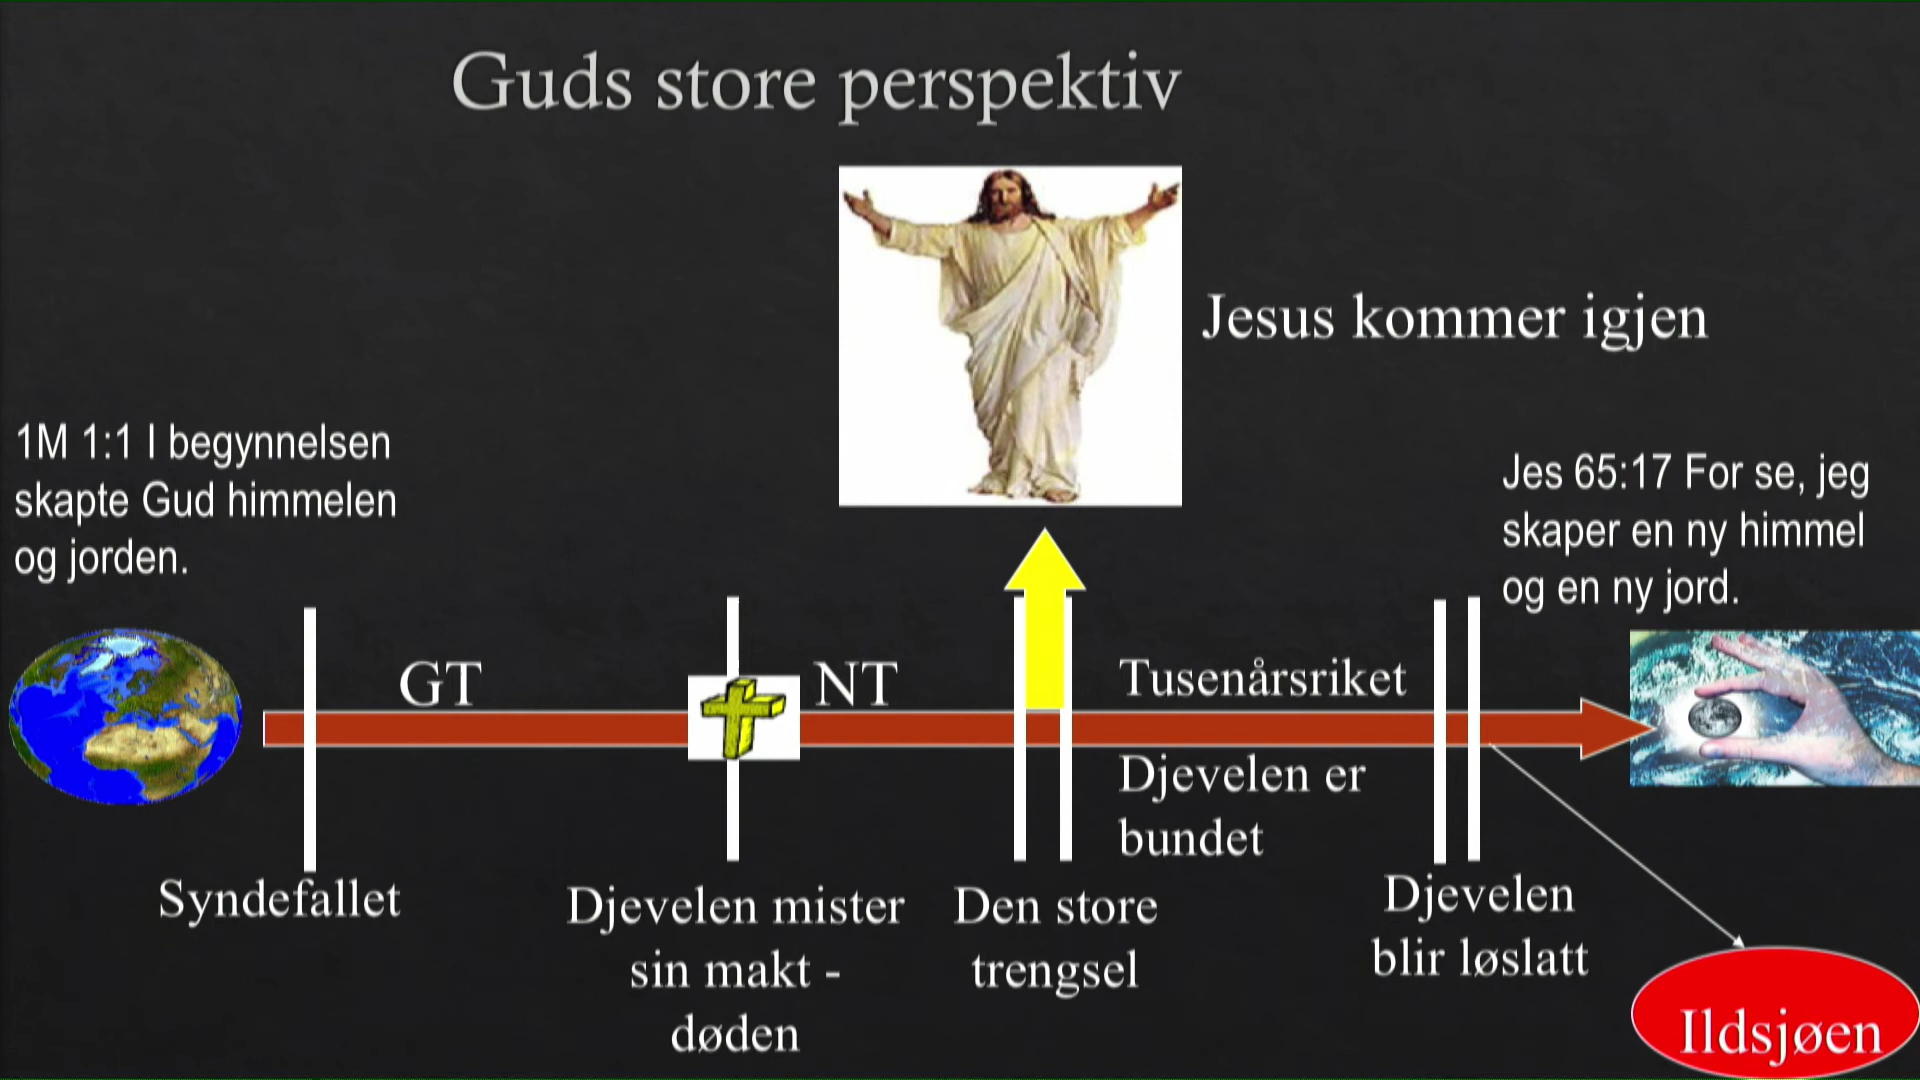 Guds store perspektiv
Jesus kommer igjen
1M 1:1 I begynnelsen
skapte Gud himmelen
og jorden.
Jes 65:17 For se, jeg
skaper en ny himmel
og en ny jord.
GT
NT
Tusenårsriket
Djevelen er
bundet
Syndefallet
Djevelen mister
sin makt -
døden
Den store
trengsel
Djevelen
blir løslatt
Ildsjøen